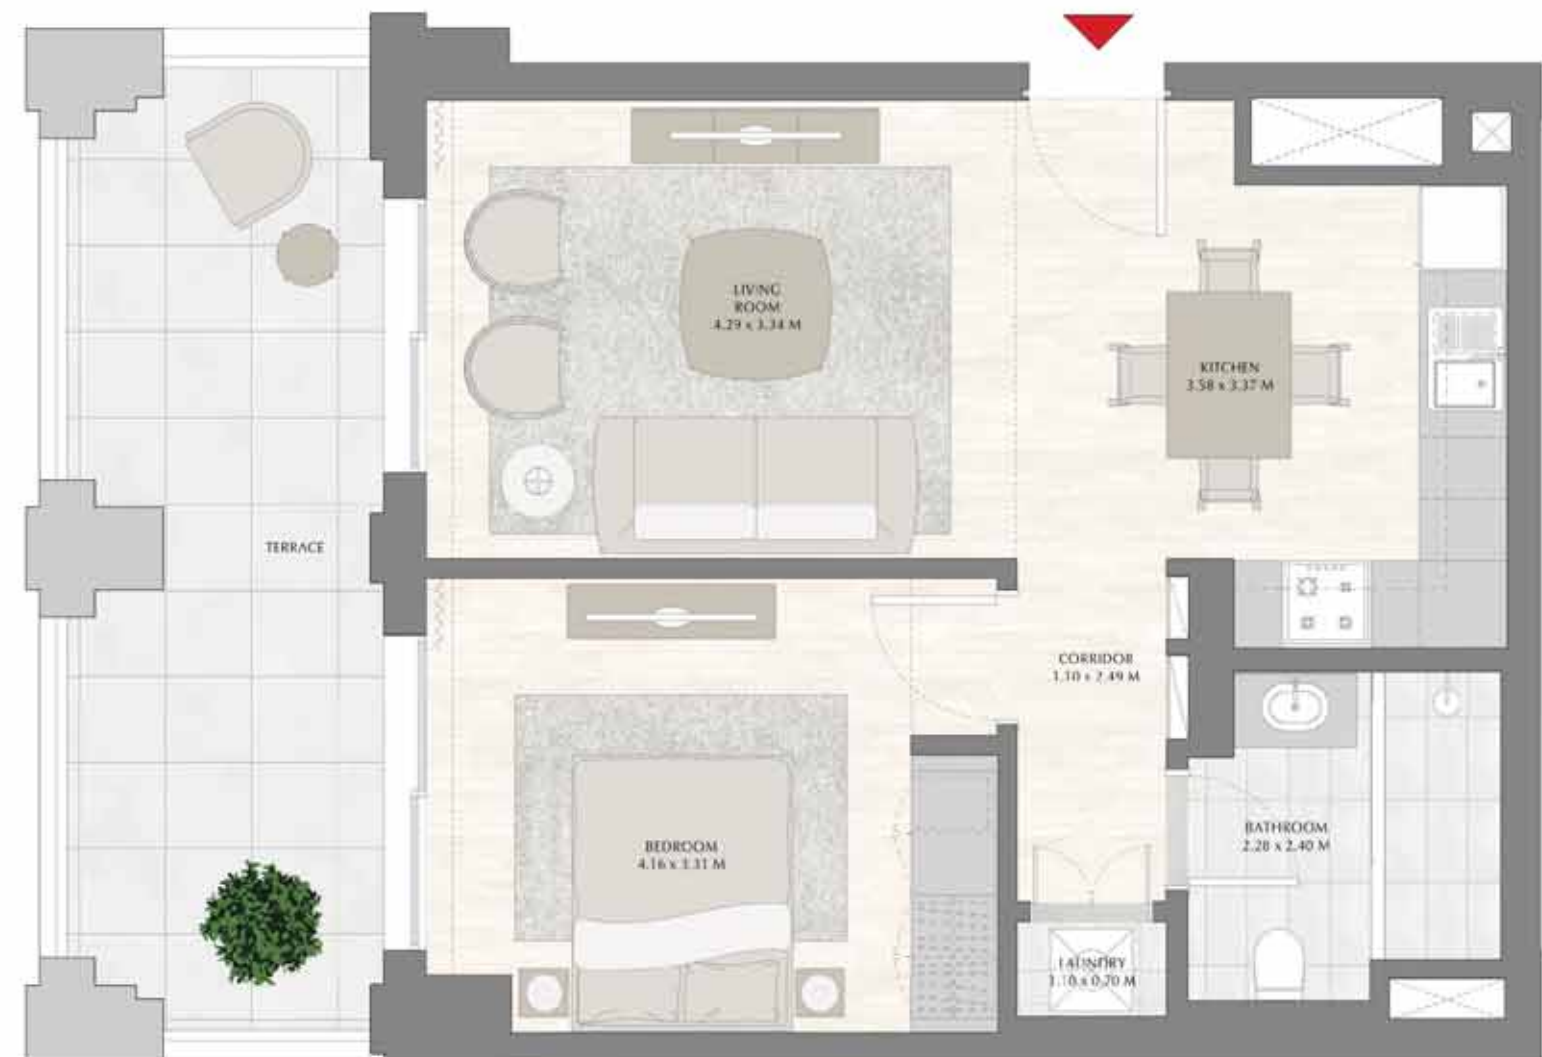 LIVING
ROOM
4.29 x 3.34 M
KITCHEN
3.58 x 3.37 M
TERRACE
CORRIDOR
1.10 x 2.49 M
BEDROOM
4.16 x 3.31 M
BATHROOM
2.28 x 2.40 M
LAUNDRY
1.10 x 0.70 M